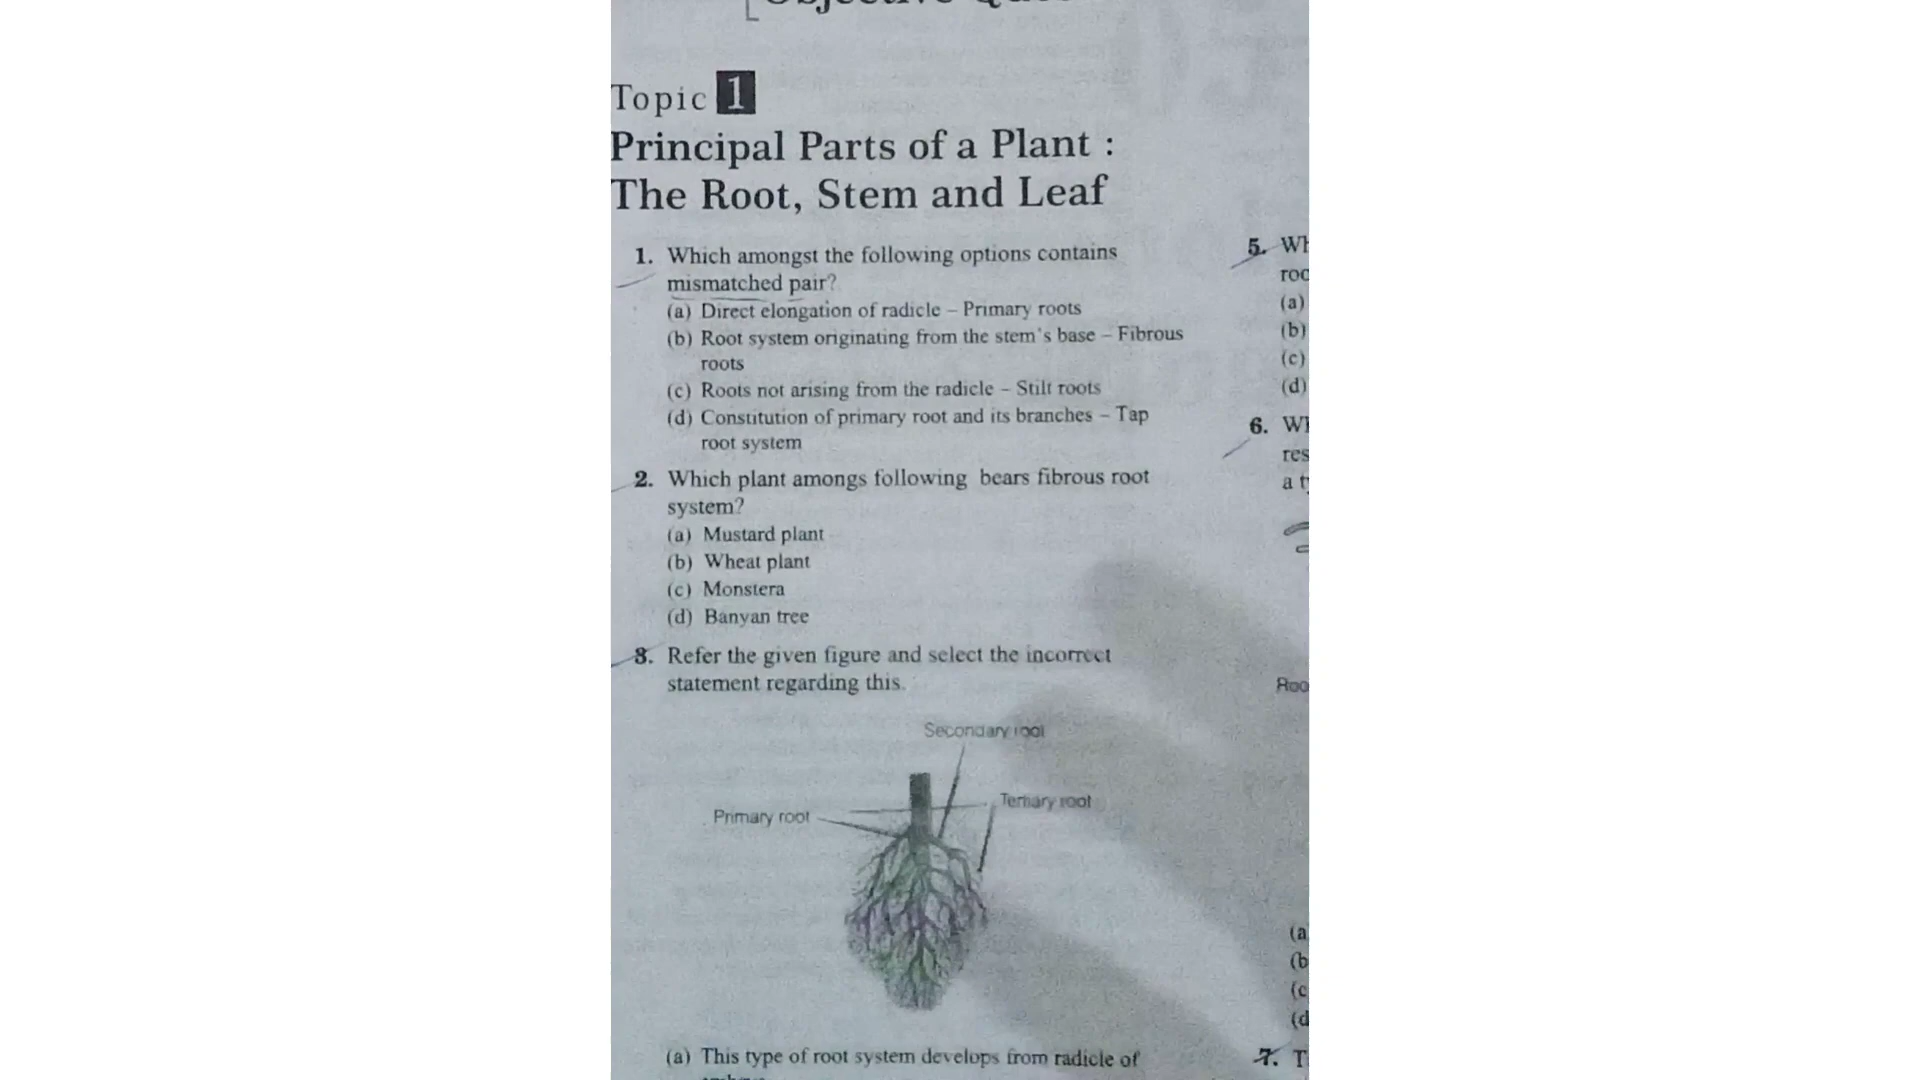 Topic 1
Principal Parts of a Plant :
The Root, Stem and Leaf
1. Which amongst the following options contains
mismatched pair?
(a) Direct elongation of radicle – Primary roots
(b) Root system originating from the stem's base – Fibrous
roots
(c) Roots not arising from the radicle – Stilt roots
(d) Constitution of primary root and its branches – Tap
root system
2. Which plant amongs following bears fibrous root
system?
(a) Mustard plant
(b) Wheat plant
(c) Monstera
(d) Banyan tree
3. Refer the given figure and select the incorrect
statement regarding this.
Secondary root
Tertiary root
Primary root
(a) This type of root system develops from radicle of
5.
(a)
(b)
(c)
(d)
6.
res
a
(a
(b
(c
(d
7. T